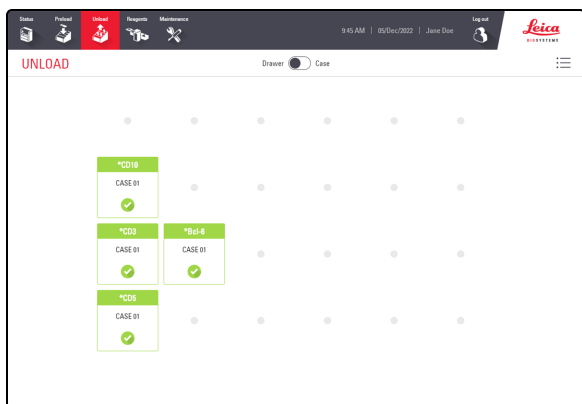 Status Preload Unload Reagents Maintenance
9:45 AM | 05/Dec/2022 | Jane Doe
Log out
Leica
BIOSYSTEMS
UNLOAD
Drawer Case
*CD10
CASE 01
*CD3 *Bcl-6
CASE 01 CASE 01
*CD5
CASE 01